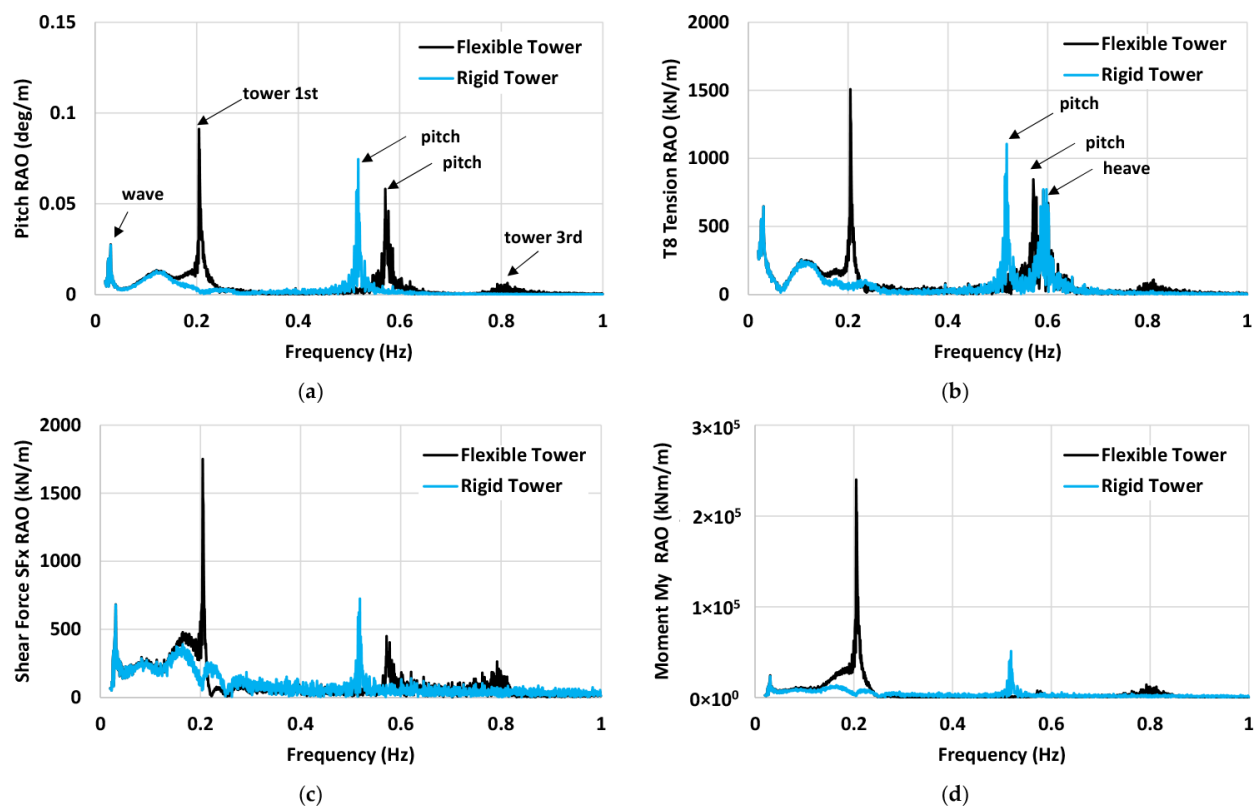 0.15
0.1
0.05
0
Pitch RAO (deg/m)
Flexible Tower
Rigid Tower
tower 1st
pitch
pitch
wave
tower 3rd
0 0.2 0.4 0.6 0.8 1
Frequency (Hz)
(a)
2000
1500
1000
500
0
T8 Tension RAO (kN/m)
Flexible Tower
Rigid Tower
pitch
pitch
heave
0 0.2 0.4 0.6 0.8 1
Frequency (Hz)
(b)
2000
1500
1000
500
0
Shear Force SFx RAO (kN/m)
Flexible Tower
Rigid Tower
0 0.2 0.4 0.6 0.8 1
Frequency (Hz)
(c)
3×10⁵
2×10⁵
1×10⁵
0×10⁰
Moment My RAO (kNm/m)
Flexible Tower
Rigid Tower
0 0.2 0.4 0.6 0.8 1
Frequency (Hz)
(d)